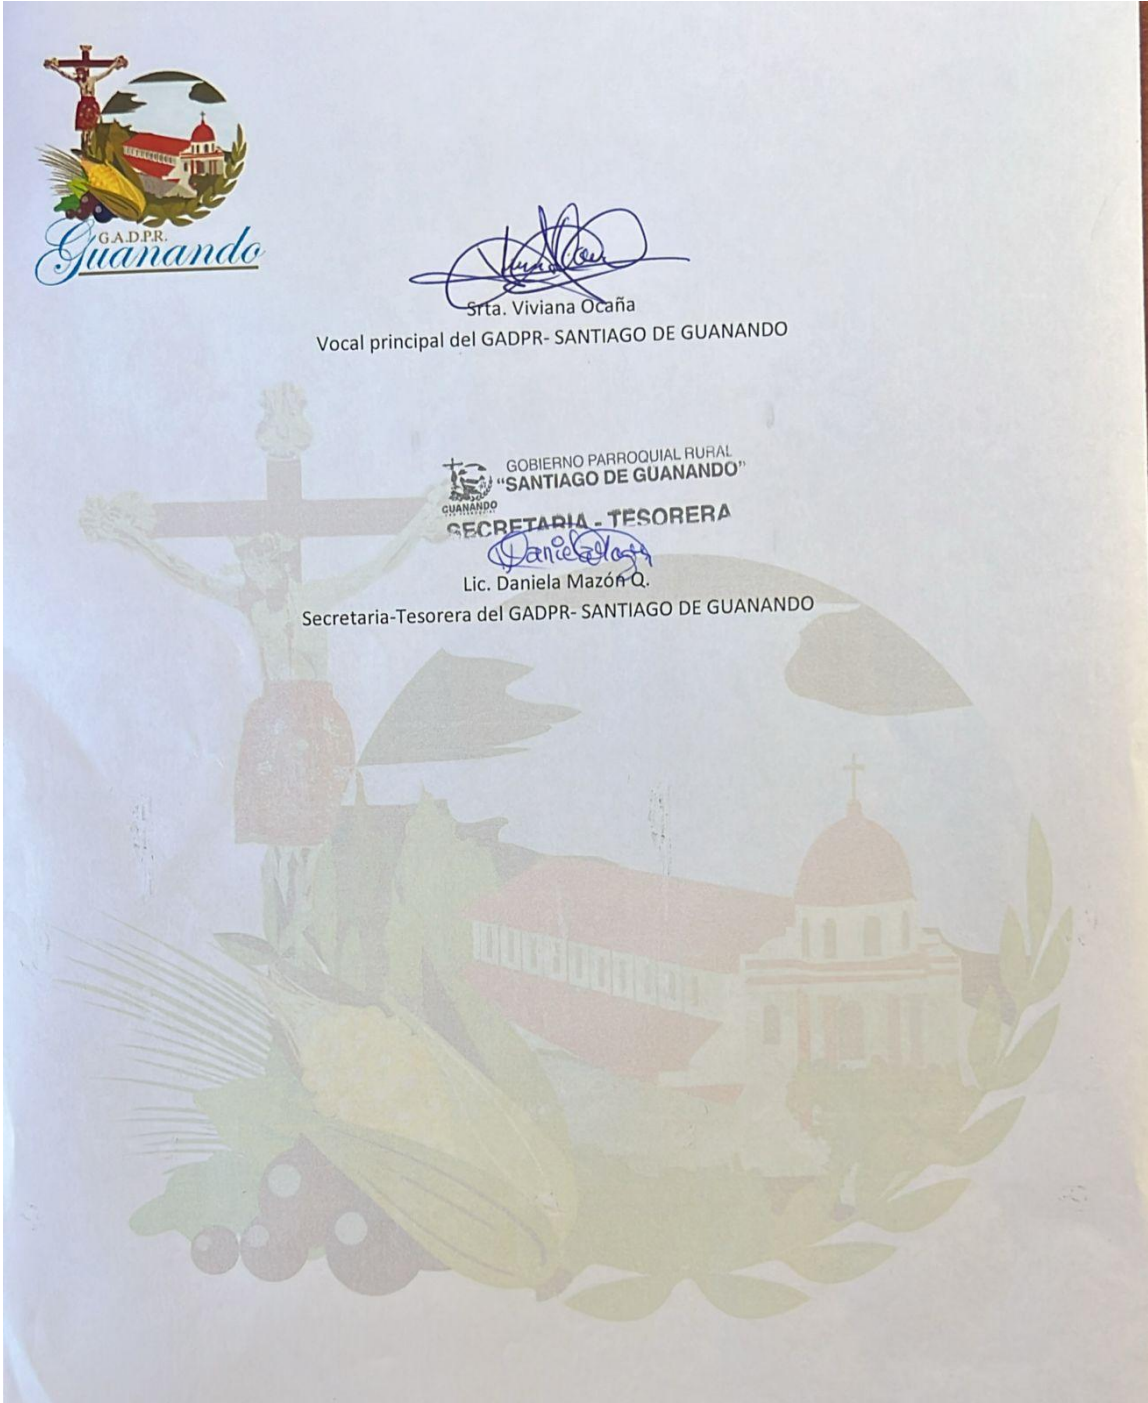 G.A.D.P.R.
Guanando
Srta. Viviana Ocaña
Vocal principal del GADPR- SANTIAGO DE GUANANDO
GOBIERNO PARROQUIAL RURAL
"SANTIAGO DE GUANANDO"
GUANANDO
SECRETARIA - TESORERA
Lic. Daniela Mazón Q.
Secretaria-Tesorera del GADPR- SANTIAGO DE GUANANDO